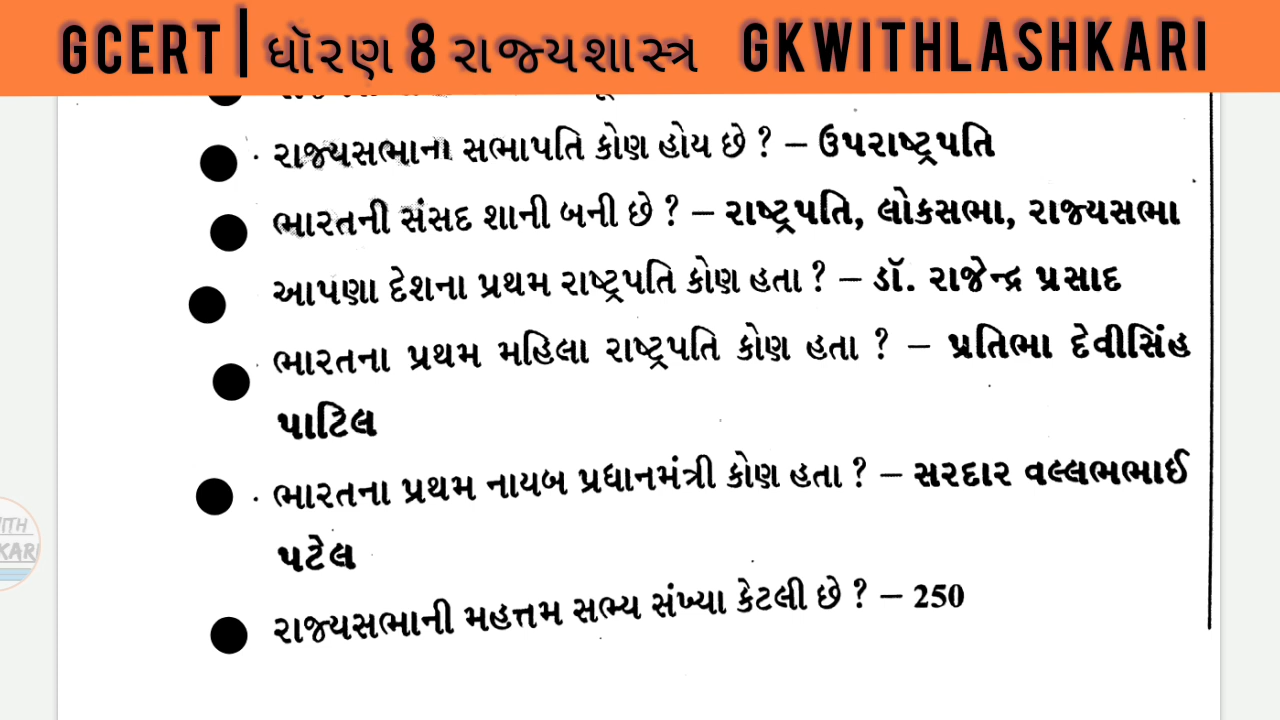 GCERT | ધૉરણ 8 રાજ્યશાસ્ત્ર GKWITHLASHKARI
રાજ્યસભાના સભાપતિ કોણ હોય છે ? – ઉપરાષ્ટ્રપતિ
ભારતની સંસદ શાની બની છે ? – રાષ્ટ્રપતિ, લોકસભા, રાજ્યસભા
આપણા દેશના પ્રથમ રાષ્ટ્રપતિ કોણ હતા ? – ડૉ. રાજેન્દ્ર પ્રસાદ
ભારતના પ્રથમ મહિલા રાષ્ટ્રપતિ કોણ હતા ? – પ્રતિભા દેવીસિંહ
પાટિલ
ભારતના પ્રથમ નાયબ પ્રધાનમંત્રી કોણ હતા ? – સરદાર વલ્લભભાઈ
પટેલ
રાજ્યસભાની મહત્તમ સભ્ય સંખ્યા કેટલી છે ? – 250